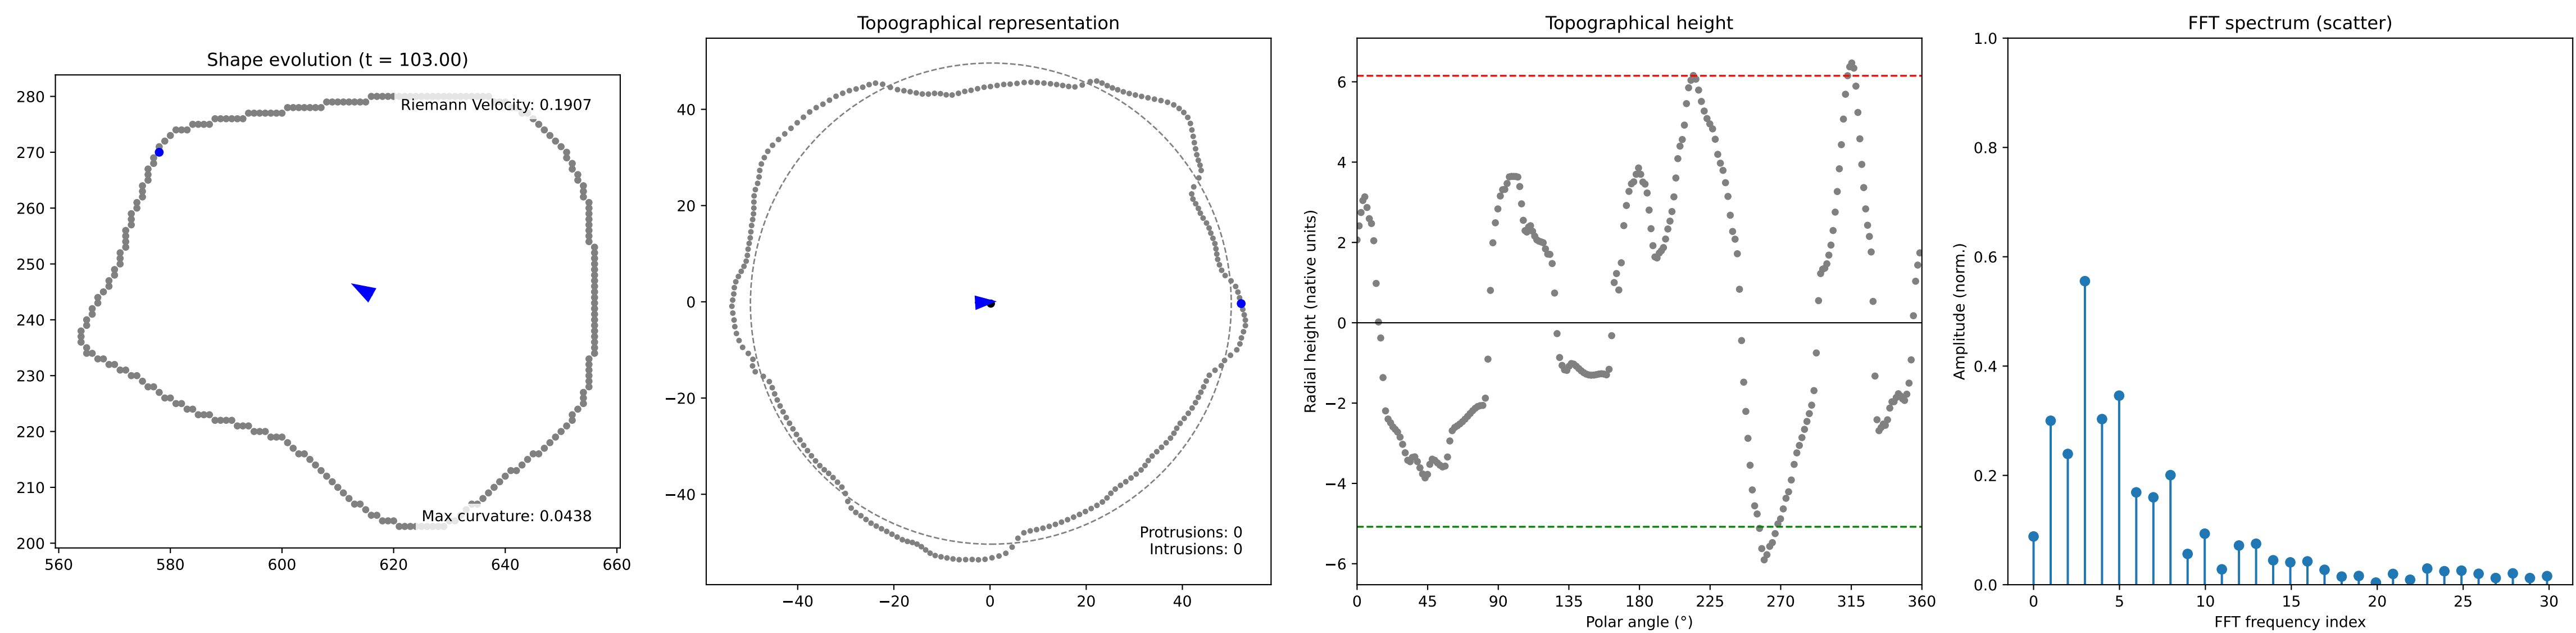 Shape evolution (t = 103.00)
Riemann Velocity: 0.1907
Max curvature: 0.0438
280
270
260
250
240
230
220
210
200
560 580 600 620 640 660
Topographical representation
40
20
0
−20
−40
−40 −20 0 20 40
Protrusions: 0
Intrusions: 0
Topographical height
Radial height (native units)
6
4
2
0
−2
−4
−6
0 45 90 135 180 225 270 315 360
Polar angle (°)
FFT spectrum (scatter)
Amplitude (norm.)
1.0
0.8
0.6
0.4
0.2
0.0
0 5 10 15 20 25 30
FFT frequency index